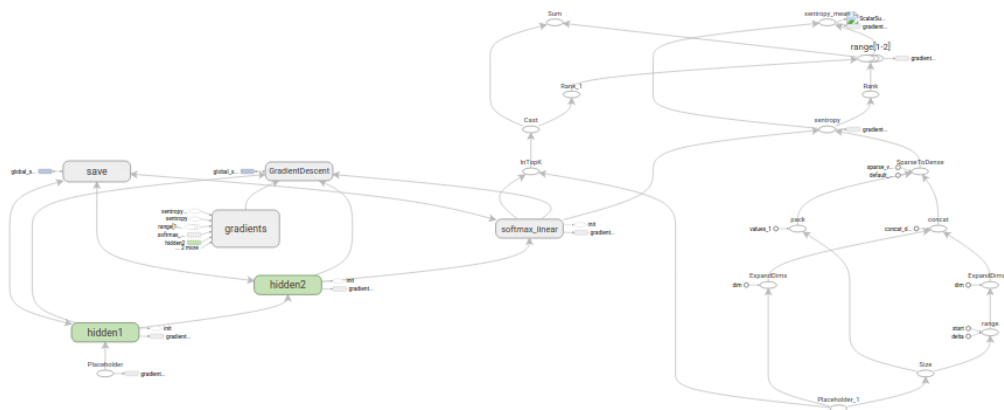 Sum
xentropy_mean
ScalarSu...
gradient...
range[1-2]
gradient...
Rank_1
Rank
Cast
xentropy
gradient...
InTopK
SparseToDense
sparse_v...
default_...
global_s...
save
global_s...
GradientDescent
xentropy...
xentropy
range[1-...
softmax_...
hidden2
... 2 more
gradients
softmax_linear
init
gradient...
values_1
pack
concat_d...
concat
hidden2
init
gradient...
ExpandDims
dim
ExpandDims
dim
hidden1
init
gradient...
start
delta
range
Placeholder
gradient...
Size
Placeholder_1